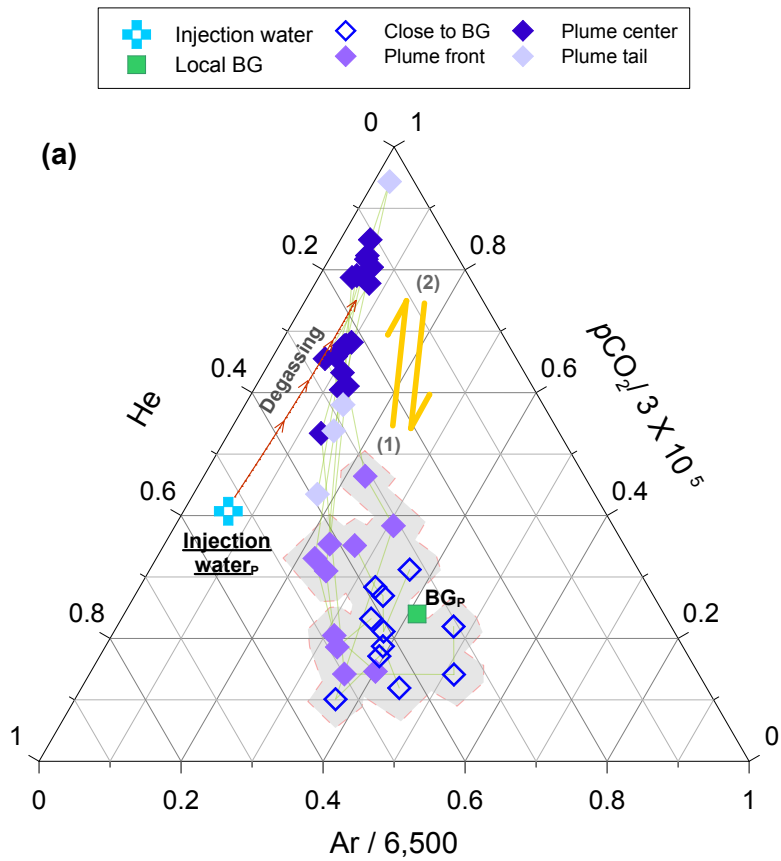 Injection water
Close to BG
Plume center
Local BG
Plume front
Plume tail
(a)
0 1
0.2 0.8
(2)
Degassing
pCO2/ 3 X 10^5
0.4 0.6
He
(1)
0.6 0.4
Injection
waterP
BGP
0.8 0.2
1 0
0 0.2 0.4 0.6 0.8 1
Ar / 6,500